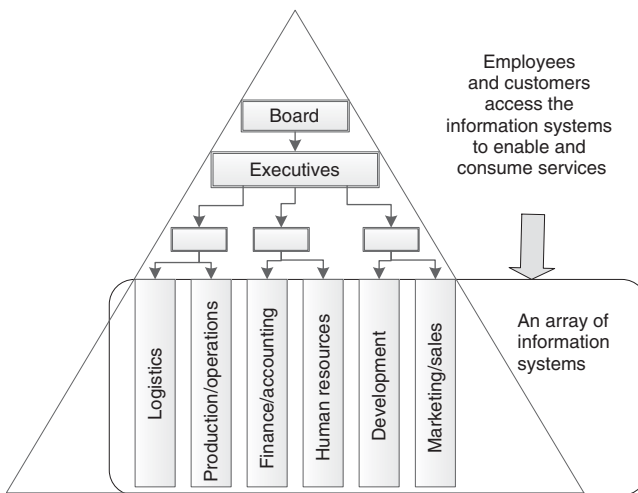 Board
Executives
Employees
and customers
access the
information systems
to enable and
consume services
Logistics
Production/operations
Finance/accounting
Human resources
Development
Marketing/sales
An array of
information
systems